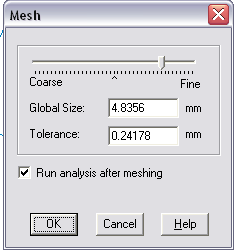 Mesh
Coarse Fine
Global Size: 4.8356 mm
Tolerance: 0.24178 mm
Run analysis after meshing
OK Cancel Help